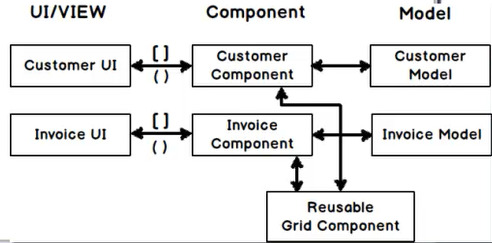 UI/VIEW Component Model
Customer UI
[ ]
( )
Customer
Component
Customer
Model
Invoice UI
[ ]
( )
Invoice
Component
Invoice Model
Reusable
Grid Component